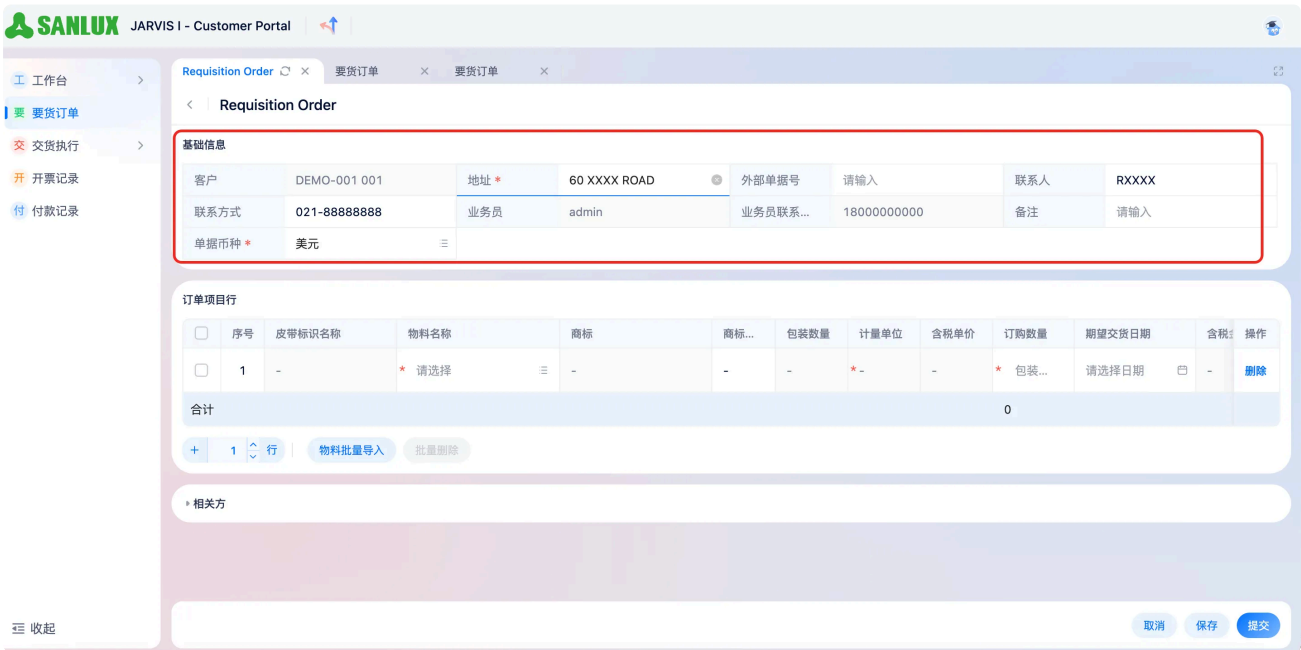 SANLUX JARVIS I - Customer Portal
工 工作台
要 要货订单
交 交货执行
开 开票记录
付 付款记录
收起
Requisition Order 要货订单 要货订单
Requisition Order
基础信息
客户 DEMO-001 001 地址 * 60 XXXX ROAD 外部单据号 请输入 联系人 RXXXX
联系方式 021-88888888 业务员 admin 业务员联系... 18000000000 备注 请输入
单据币种 * 美元
订单项目行
序号 皮带标识名称 物料名称 商标 商标... 包装数量 计量单位 含税单价 订购数量 期望交货日期 含税 操作
1 - * 请选择 - - - * - - * 包装... 请选择日期 - 删除
合计 0
+ 1 行 物料批量导入 批量删除
相关方
取消 保存 提交